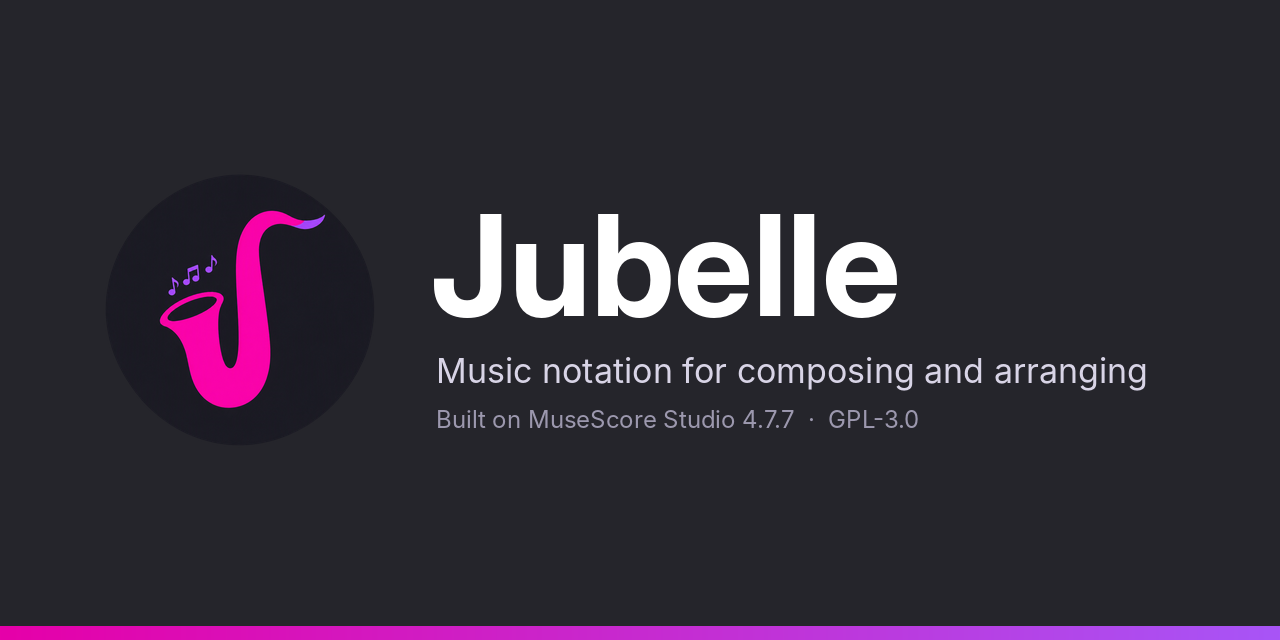 Jubelle
Music notation for composing and arranging
Built on MuseScore Studio 4.7.7 · GPL-3.0